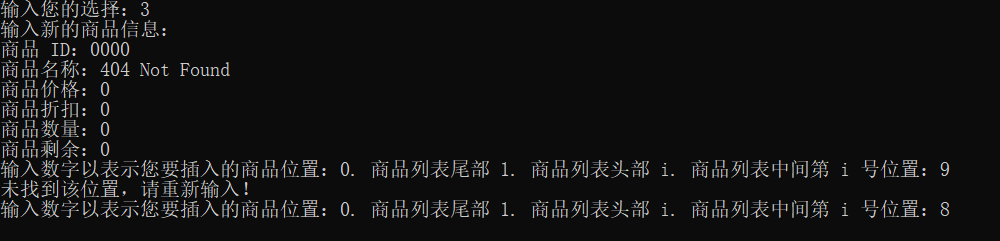 输入您的选择：3
输入新的商品信息：
商品 ID：0000
商品名称：404 Not Found
商品价格：0
商品折扣：0
商品数量：0
商品剩余：0
输入数字以表示您要插入的商品位置：0. 商品列表尾部 1. 商品列表头部 i. 商品列表中间第 i 号位置：9
未找到该位置，请重新输入！
输入数字以表示您要插入的商品位置：0. 商品列表尾部 1. 商品列表头部 i. 商品列表中间第 i 号位置：8